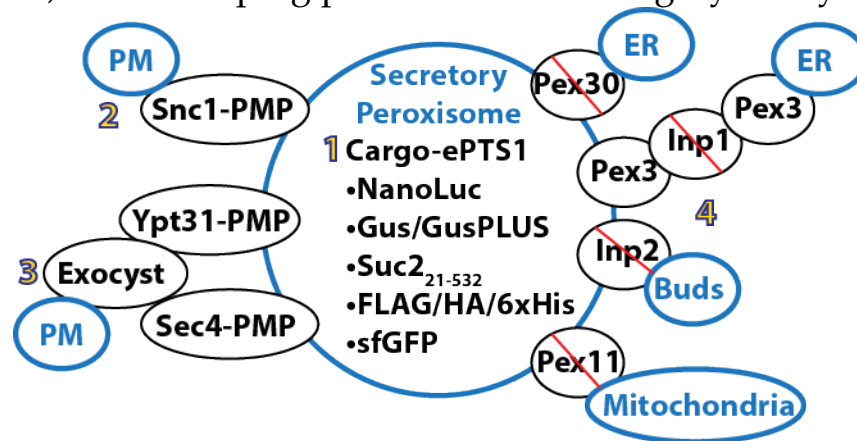 PM
2
Snc1-PMP
Ypt31-PMP
3
Exocyst
PM
Sec4-PMP
Secretory
Peroxisome
1 Cargo-ePTS1
•NanoLuc
•Gus/GusPLUS
•Suc2₂₁₋₅₃₂
•FLAG/HA/6xHis
•sfGFP
Pex30
ER
Pex3
Inp1
Pex3
ER
4
Inp2
Buds
Pex11
Mitochondria